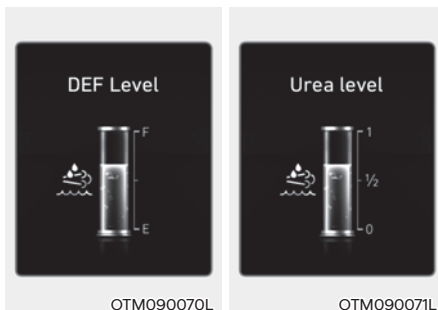 DEF Level
F
E
OTM090070L
Urea level
1
½
0
OTM090071L